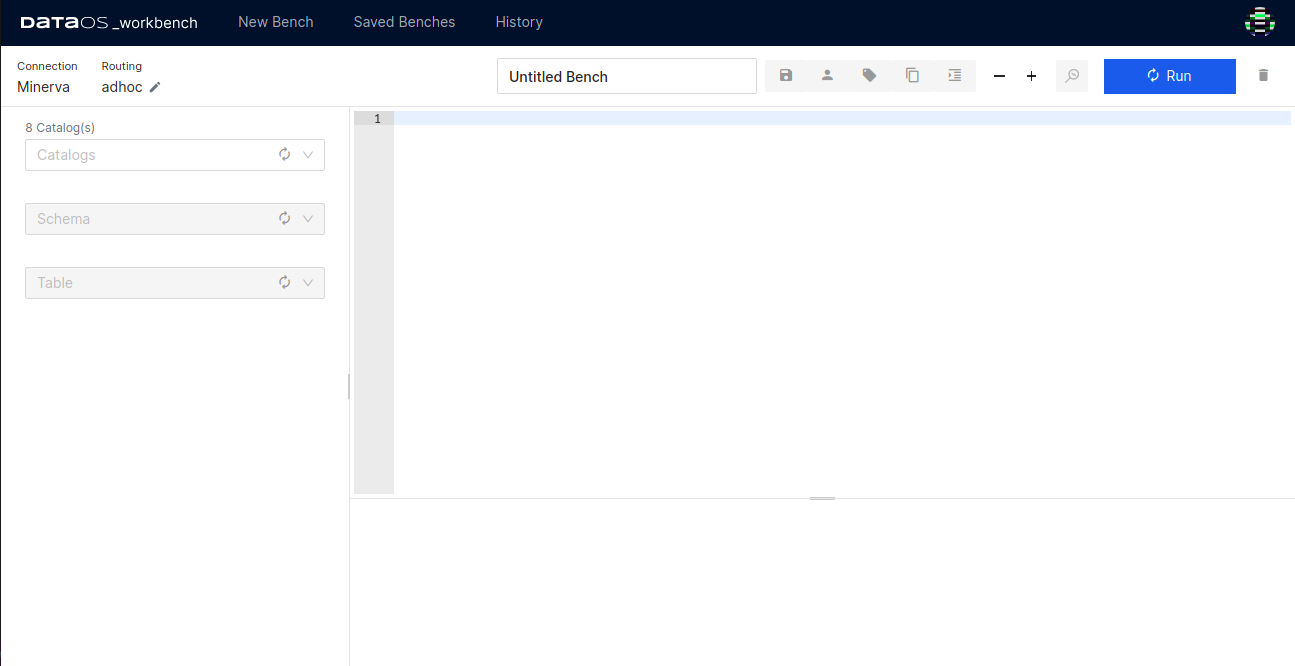 DATAOS _workbench New Bench Saved Benches History
Connection Routing
Minerva adhoc Untitled Bench Run
8 Catalog(s)
Catalogs
Schema
Table
1